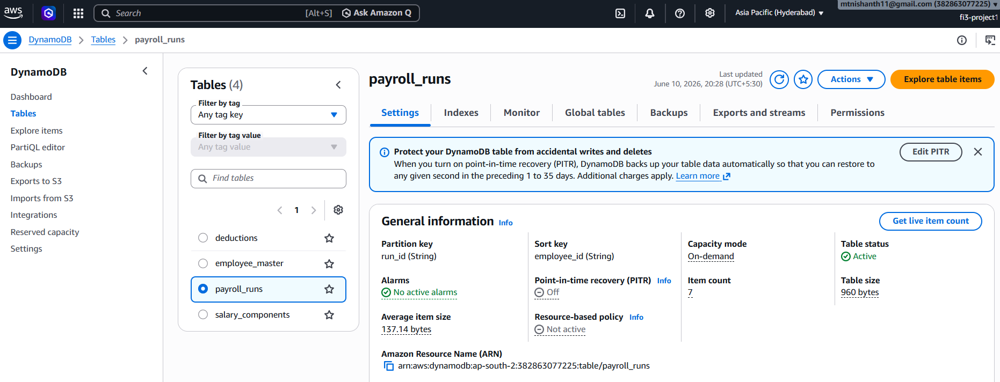 aws
Search [Alt+S] Ask Amazon Q
Asia Pacific (Hyderabad)
mtnishanth11@gmail.com (382863077225)
fi3-project1
DynamoDB
Tables
payroll_runs
DynamoDB
Dashboard
Tables
Explore items
PartiQL editor
Backups
Exports to S3
Imports from S3
Integrations
Reserved capacity
Settings
Tables (4)
Filter by tag
Any tag key
Filter by tag value
Any tag value
Find tables
1
deductions
employee_master
payroll_runs
salary_components
payroll_runs
Last updated
June 10, 2026, 20:28 (UTC+5:30)
Actions
Explore table items
Settings Indexes Monitor Global tables Backups Exports and streams Permissions
Protect your DynamoDB table from accidental writes and deletes
When you turn on point-in-time recovery (PITR), DynamoDB backs up your table data automatically so that you can restore to
any given second in the preceding 1 to 35 days. Additional charges apply. Learn more
Edit PITR
General information Info
Get live item count
Partition key
run_id (String)
Sort key
employee_id (String)
Capacity mode
On-demand
Table status
Active
Alarms
No active alarms
Point-in-time recovery (PITR) Info
Off
Item count
7
Table size
960 bytes
Average item size
137.14 bytes
Resource-based policy Info
Not active
Amazon Resource Name (ARN)
arn:aws:dynamodb:ap-south-2:382863077225:table/payroll_runs